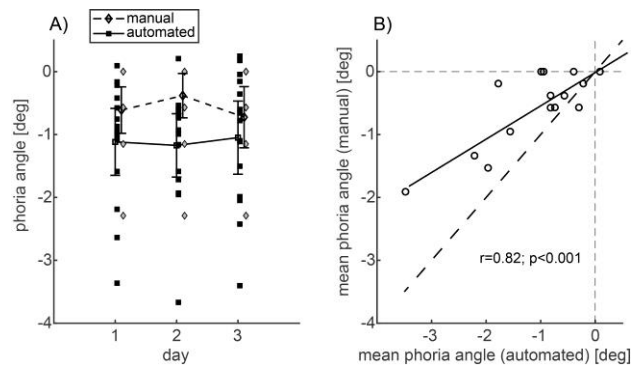 A)
manual
automated
phoria angle [deg]
0
-1
-2
-3
-4
1
2
3
day
B)
mean phoria angle (manual) [deg]
0
-1
-2
-3
-4
r=0.82; p<0.001
-3
-2
-1
0
mean phoria angle (automated) [deg]